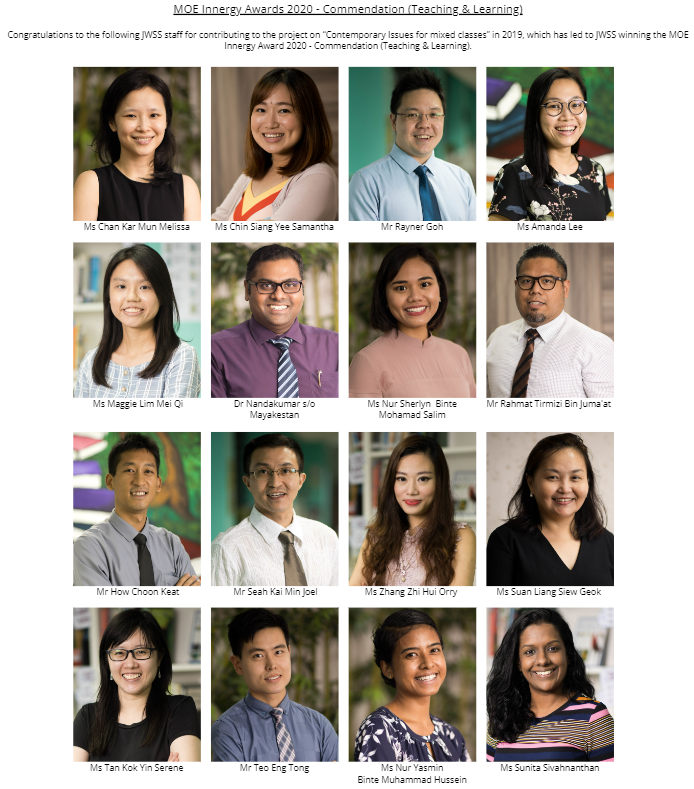 MOE Innergy Awards 2020 - Commendation (Teaching & Learning)
Congratulations to the following JWSS staff for contributing to the project on "Contemporary Issues for mixed classes" in 2019, which has led to JWSS winning the MOE
Innergy Award 2020 - Commendation (Teaching & Learning).
Ms Chan Kar Mun Melissa
Ms Chin Siang Yee Samantha
Mr Rayner Goh
Ms Amanda Lee
Ms Maggie Lim Mei Qi
Dr Nandakumar s/o
Mayakestan
Ms Nur Sherlyn Binte
Mohamad Salim
Mr Rahmat Tirmizi Bin Juma'at
Mr How Choon Keat
Mr Seah Kai Min Joel
Ms Zhang Zhi Hui Orry
Ms Suan Liang Siew Geok
Ms Tan Kok Yin Serene
Mr Teo Eng Tong
Ms Nur Yasmin
Binte Muhammad Hussein
Ms Sunita Sivahnanthan